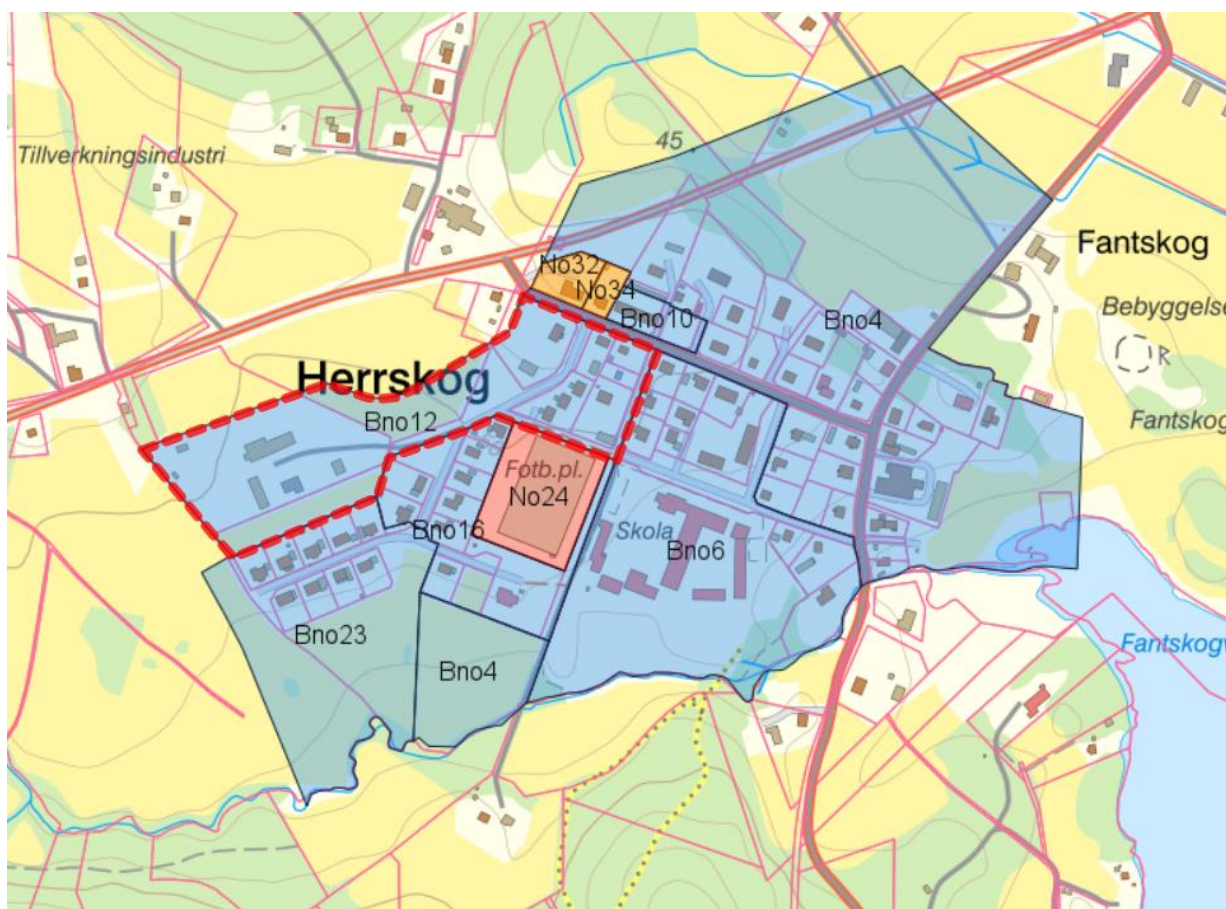 45
Tillverkningsindustri
Fantskog
No32
No34
Bno10
Bno4
Bebyggelse
R
Herrskog
Bno12
Fantskog
Fotb.pl.
No24
Bno16
Skola
Bno6
Bno23
Bno4
Fantskogv